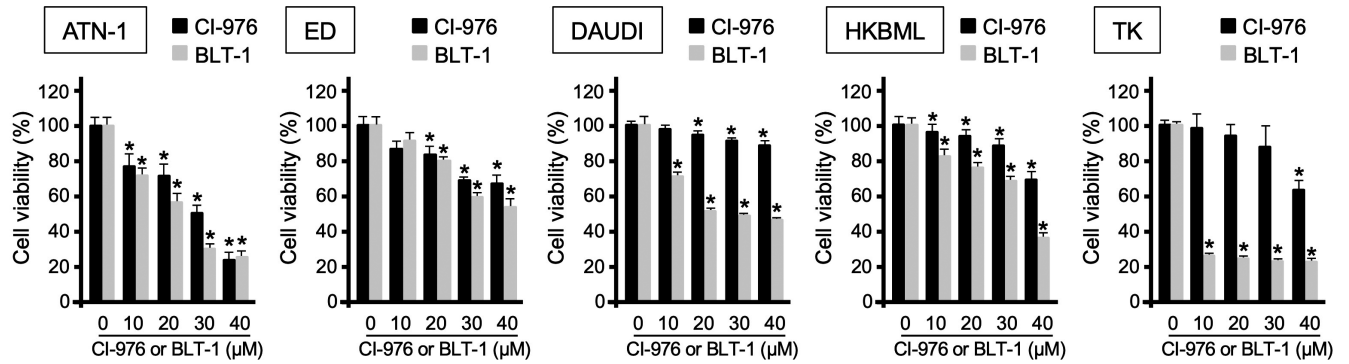 ATN-1
CI-976
BLT-1
Cell viability (%)
120
100
80
60
40
20
0
* * * * * * * *
0 10 20 30 40
CI-976 or BLT-1 (µM)
ED
CI-976
BLT-1
Cell viability (%)
120
100
80
60
40
20
0
* * * * * *
0 10 20 30 40
CI-976 or BLT-1 (µM)
DAUDI
CI-976
BLT-1
Cell viability (%)
120
100
80
60
40
20
0
* * * * * * *
0 10 20 30 40
CI-976 or BLT-1 (µM)
HKBML
CI-976
BLT-1
Cell viability (%)
120
100
80
60
40
20
0
* * * * * * * *
0 10 20 30 40
CI-976 or BLT-1 (µM)
TK
CI-976
BLT-1
Cell viability (%)
120
100
80
60
40
20
0
* * * * *
0 10 20 30 40
CI-976 or BLT-1 (µM)